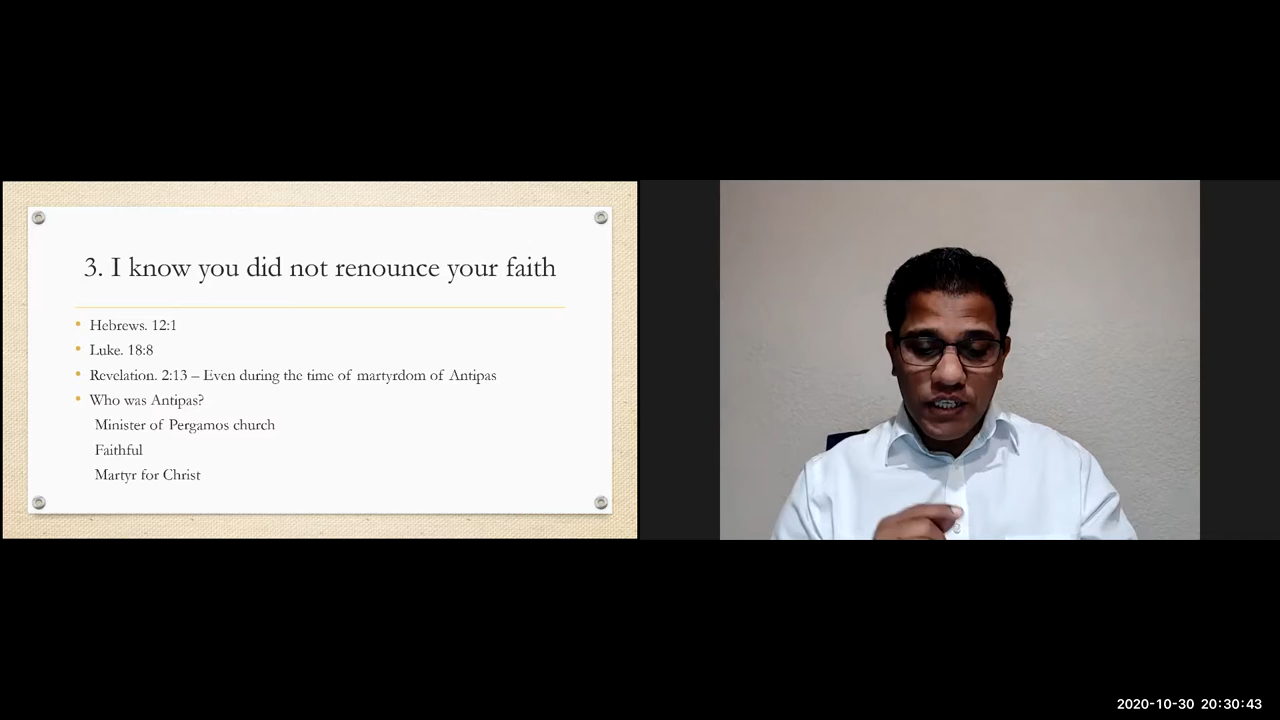 3. I know you did not renounce your faith
Hebrews. 12:1
Luke. 18:8
Revelation. 2:13 – Even during the time of martyrdom of Antipas
Who was Antipas?
Minister of Pergamos church
Faithful
Martyr for Christ
2020-10-30 20:30:43